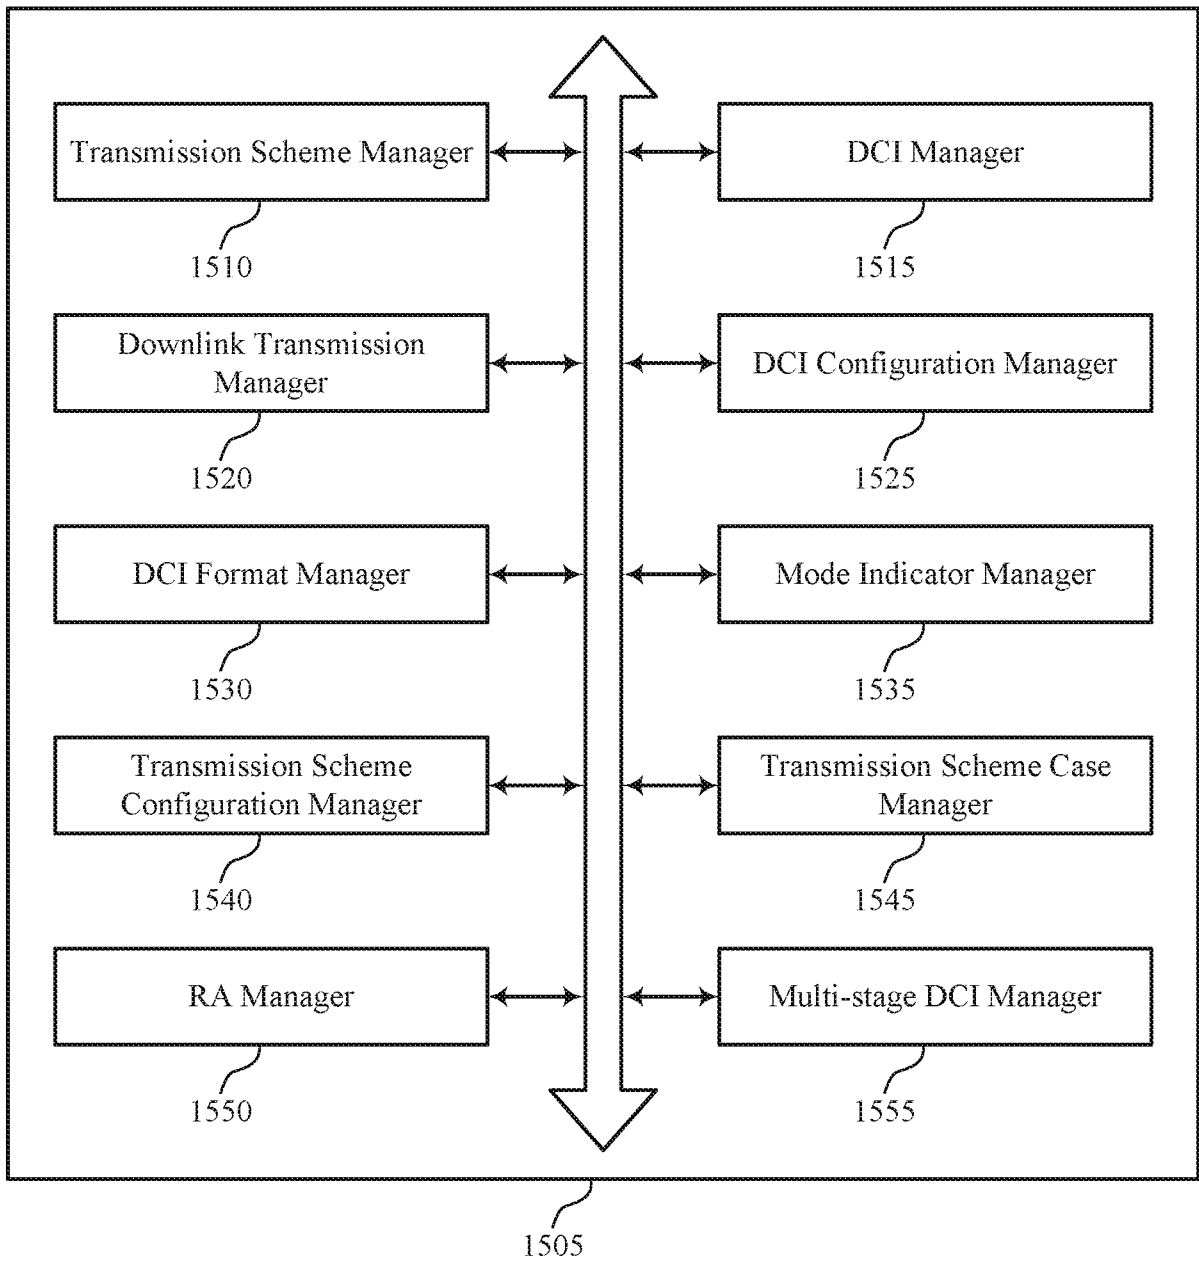 Transmission Scheme Manager
1510
DCI Manager
1515
Downlink Transmission
Manager
1520
DCI Configuration Manager
1525
DCI Format Manager
1530
Mode Indicator Manager
1535
Transmission Scheme
Configuration Manager
1540
Transmission Scheme Case
Manager
1545
RA Manager
1550
Multi-stage DCI Manager
1555
1505